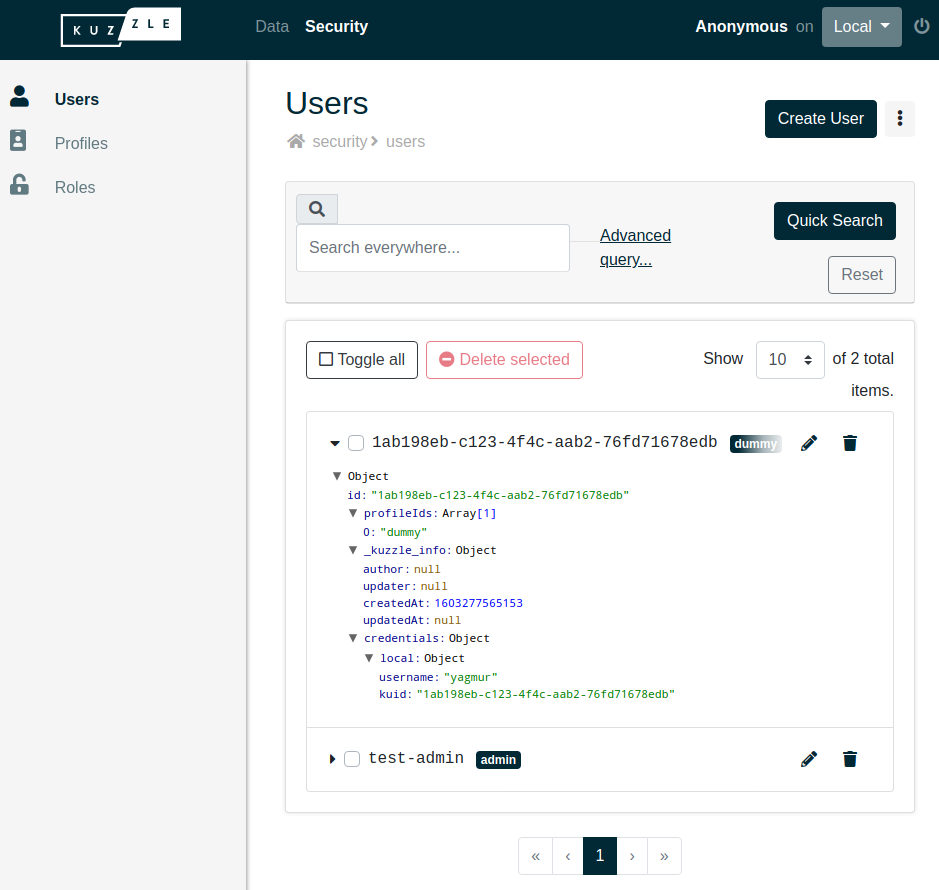 KUZZLE Data Security Anonymous on Local
Users
Profiles
Roles
Users
security users
Create User
Search everywhere...
Advanced
query...
Quick Search
Reset
Toggle all Delete selected Show 10 of 2 total
items.
1ab198eb-c123-4f4c-aab2-76fd71678edb dummy
Object
id: "1ab198eb-c123-4f4c-aab2-76fd71678edb"
profileIds: Array[1]
0: "dummy"
_kuzzle_info: Object
author: null
updater: null
createdAt: 1603277565153
updatedAt: null
credentials: Object
local: Object
username: "yagmur"
kuid: "1ab198eb-c123-4f4c-aab2-76fd71678edb"
test-admin admin
« ‹ 1 › »